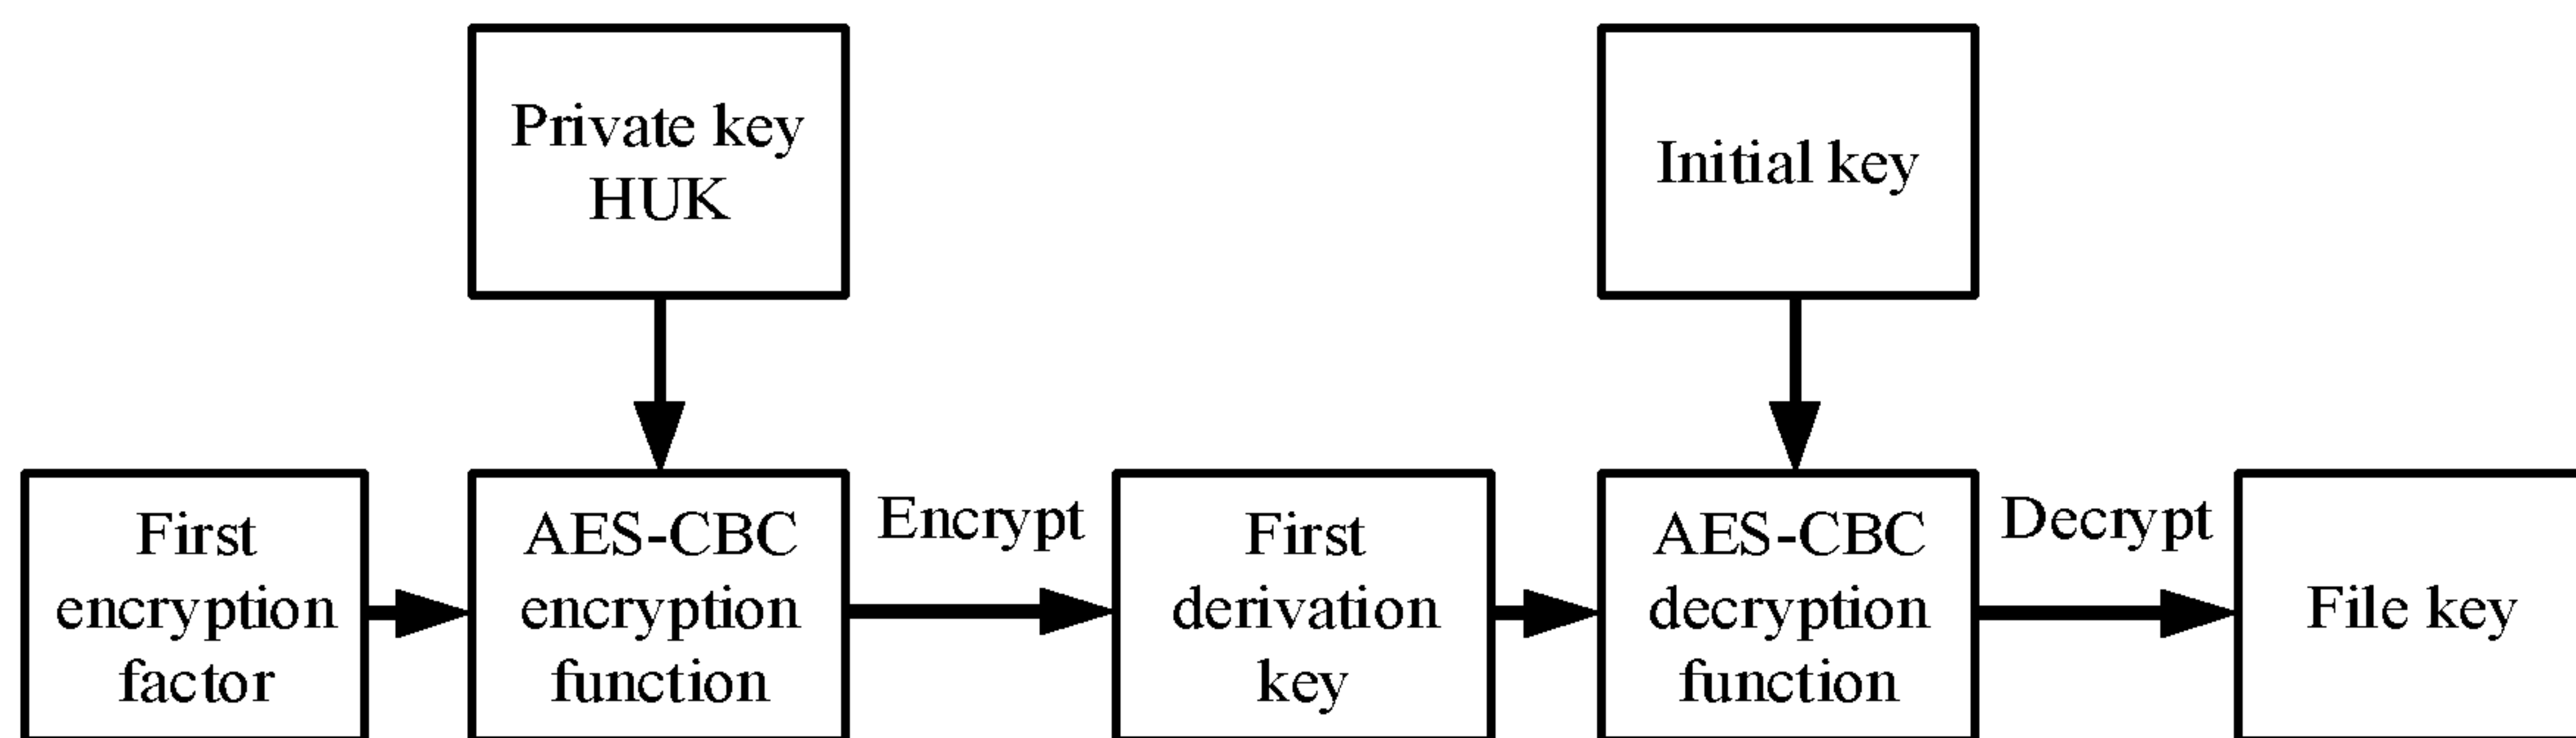 Private key
HUK
Initial key
First
encryption
factor
AES-CBC
encryption
function
Encrypt
First
derivation
key
AES-CBC
decryption
function
Decrypt
File key